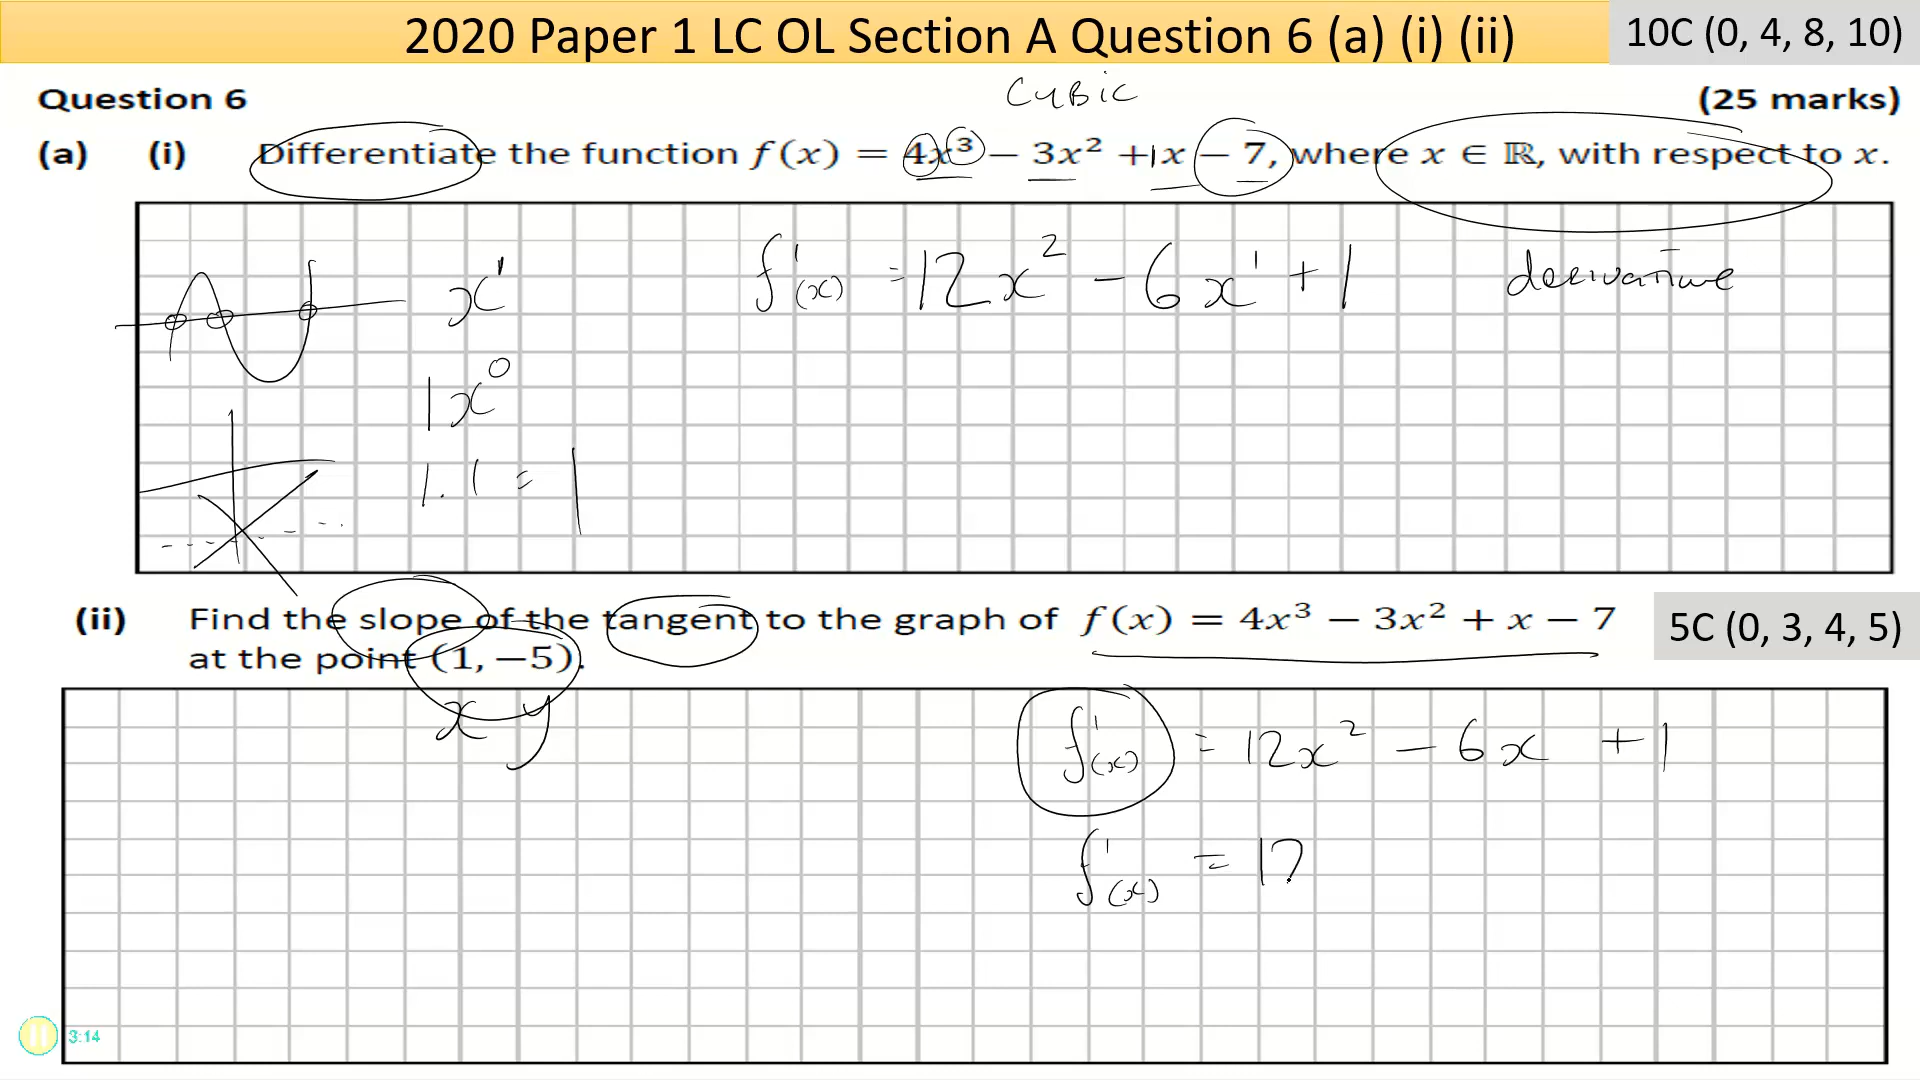 2020 Paper 1 LC OL Section A Question 6 (a) (i) (ii)
10C (0, 4, 8, 10)
CUBIC
Question 6
(25 marks)
(a) (i) Differentiate the function f(x) = 4x³ − 3x² + 1x − 7, where x ∈ ℝ, with respect to x.
f'(x) = 12x² − 6x¹ + 1
derivative
x¹
1x⁰
1.1 = 1
(ii) Find the slope of the tangent to the graph of f(x) = 4x³ − 3x² + x − 7
5C (0, 3, 4, 5)
at the point (1, −5).
x y
f'(x) = 12x² − 6x + 1
f'(x) = 12
3:14